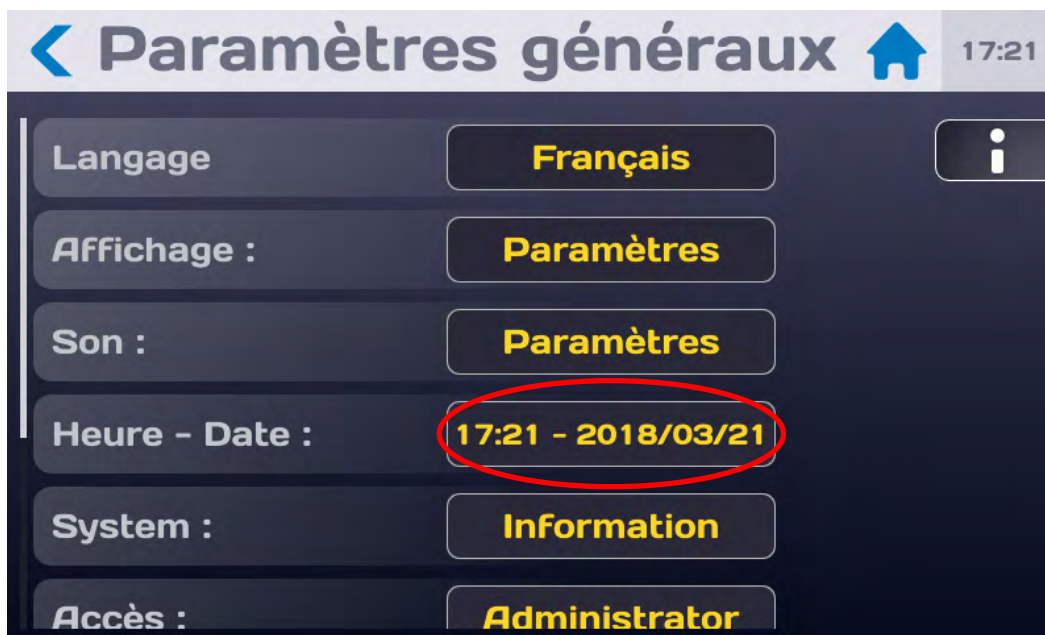 Paramètres généraux 17:21
Langage Français
Affichage : Paramètres
Son : Paramètres
Heure - Date : 17:21 - 2018/03/21
System : Information
Accès : Administrator